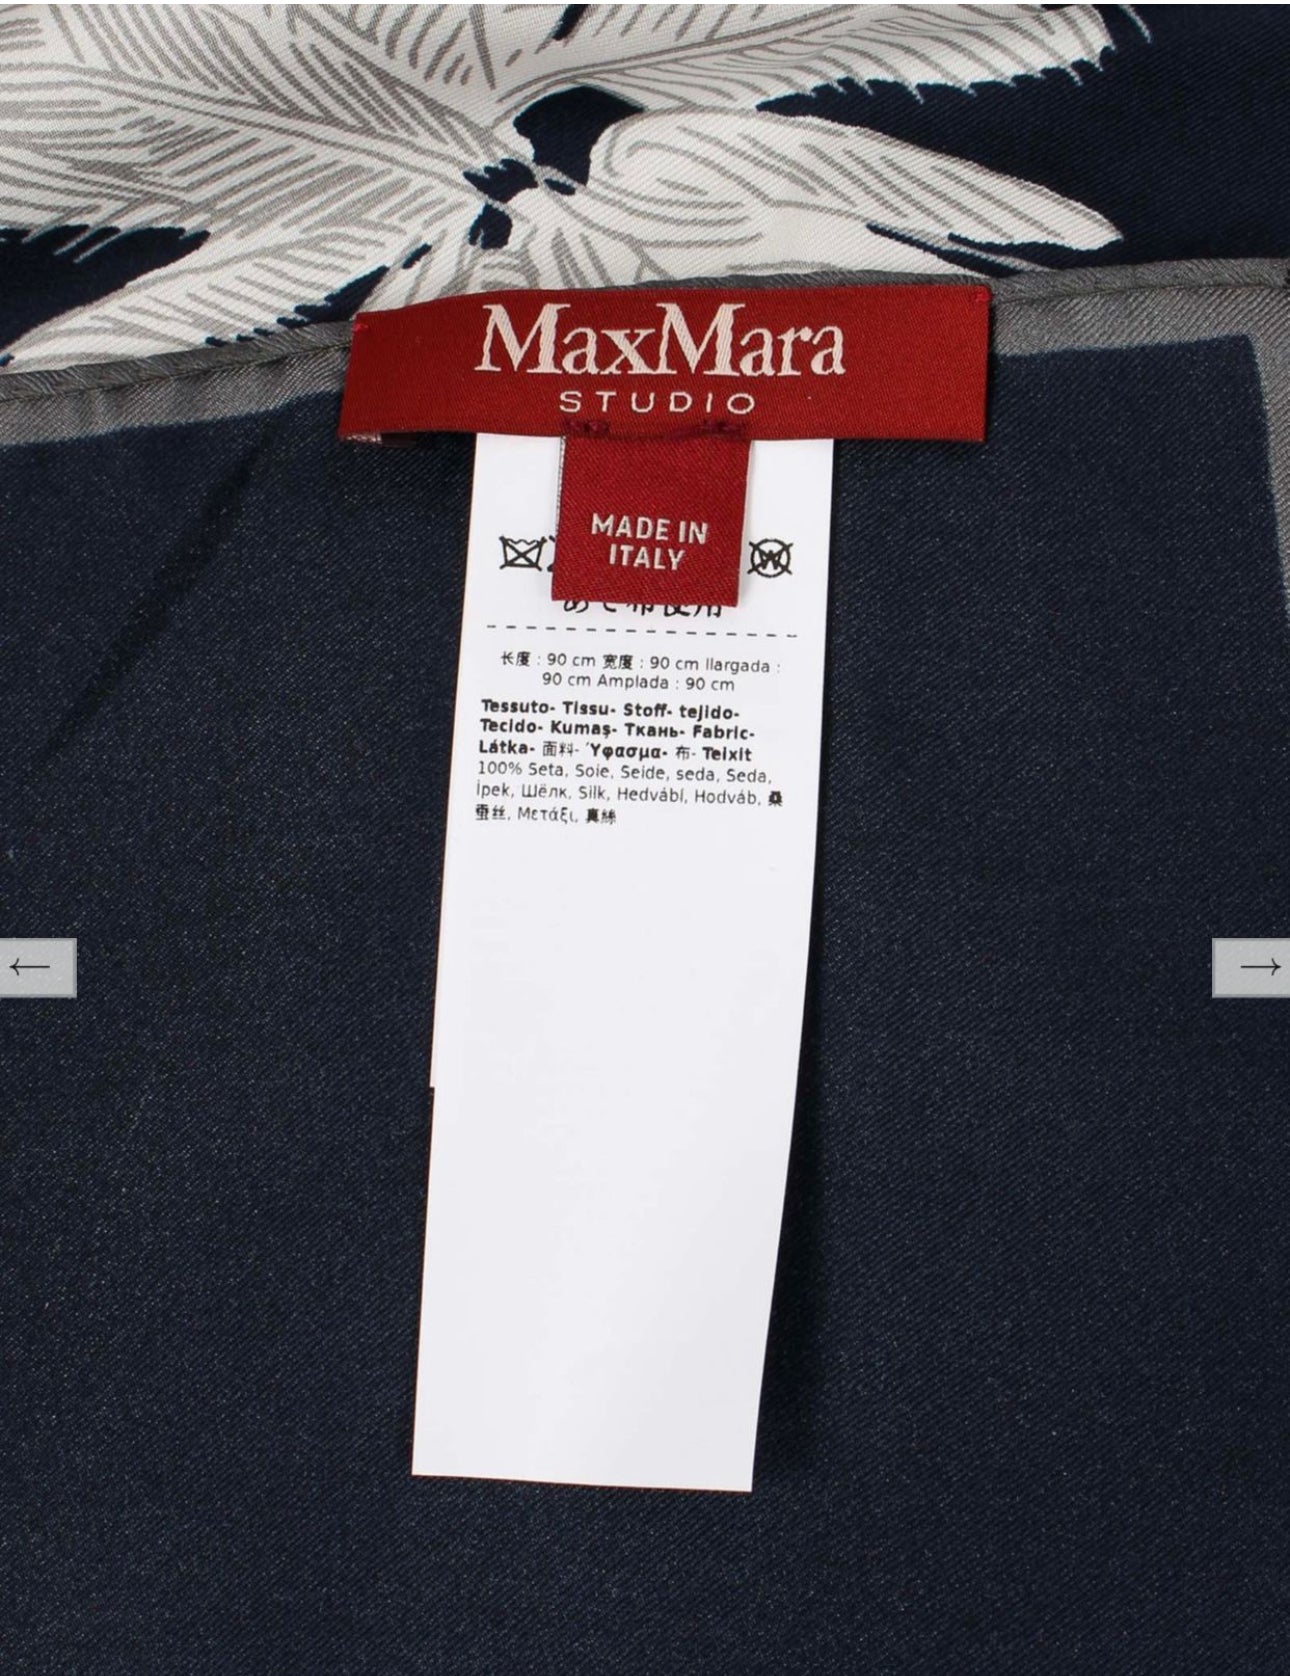 MaxMara
STUDIO
MADE IN
ITALY
长度 : 90 cm 宽度 : 90 cm llargada :
90 cm Amplada : 90 cm
Tessuto- Tissu- Stoff- tejido-
Tecido- Kumaş- Ткань- Fabric-
Látka- 面料- Ύφασμα- 布- Teixit
100% Seta, Soie, Seide, seda, Seda,
İpek, Шёлк, Silk, Hedvábí, Hodváb, 桑
蚕丝, Μετάξι, 真絲